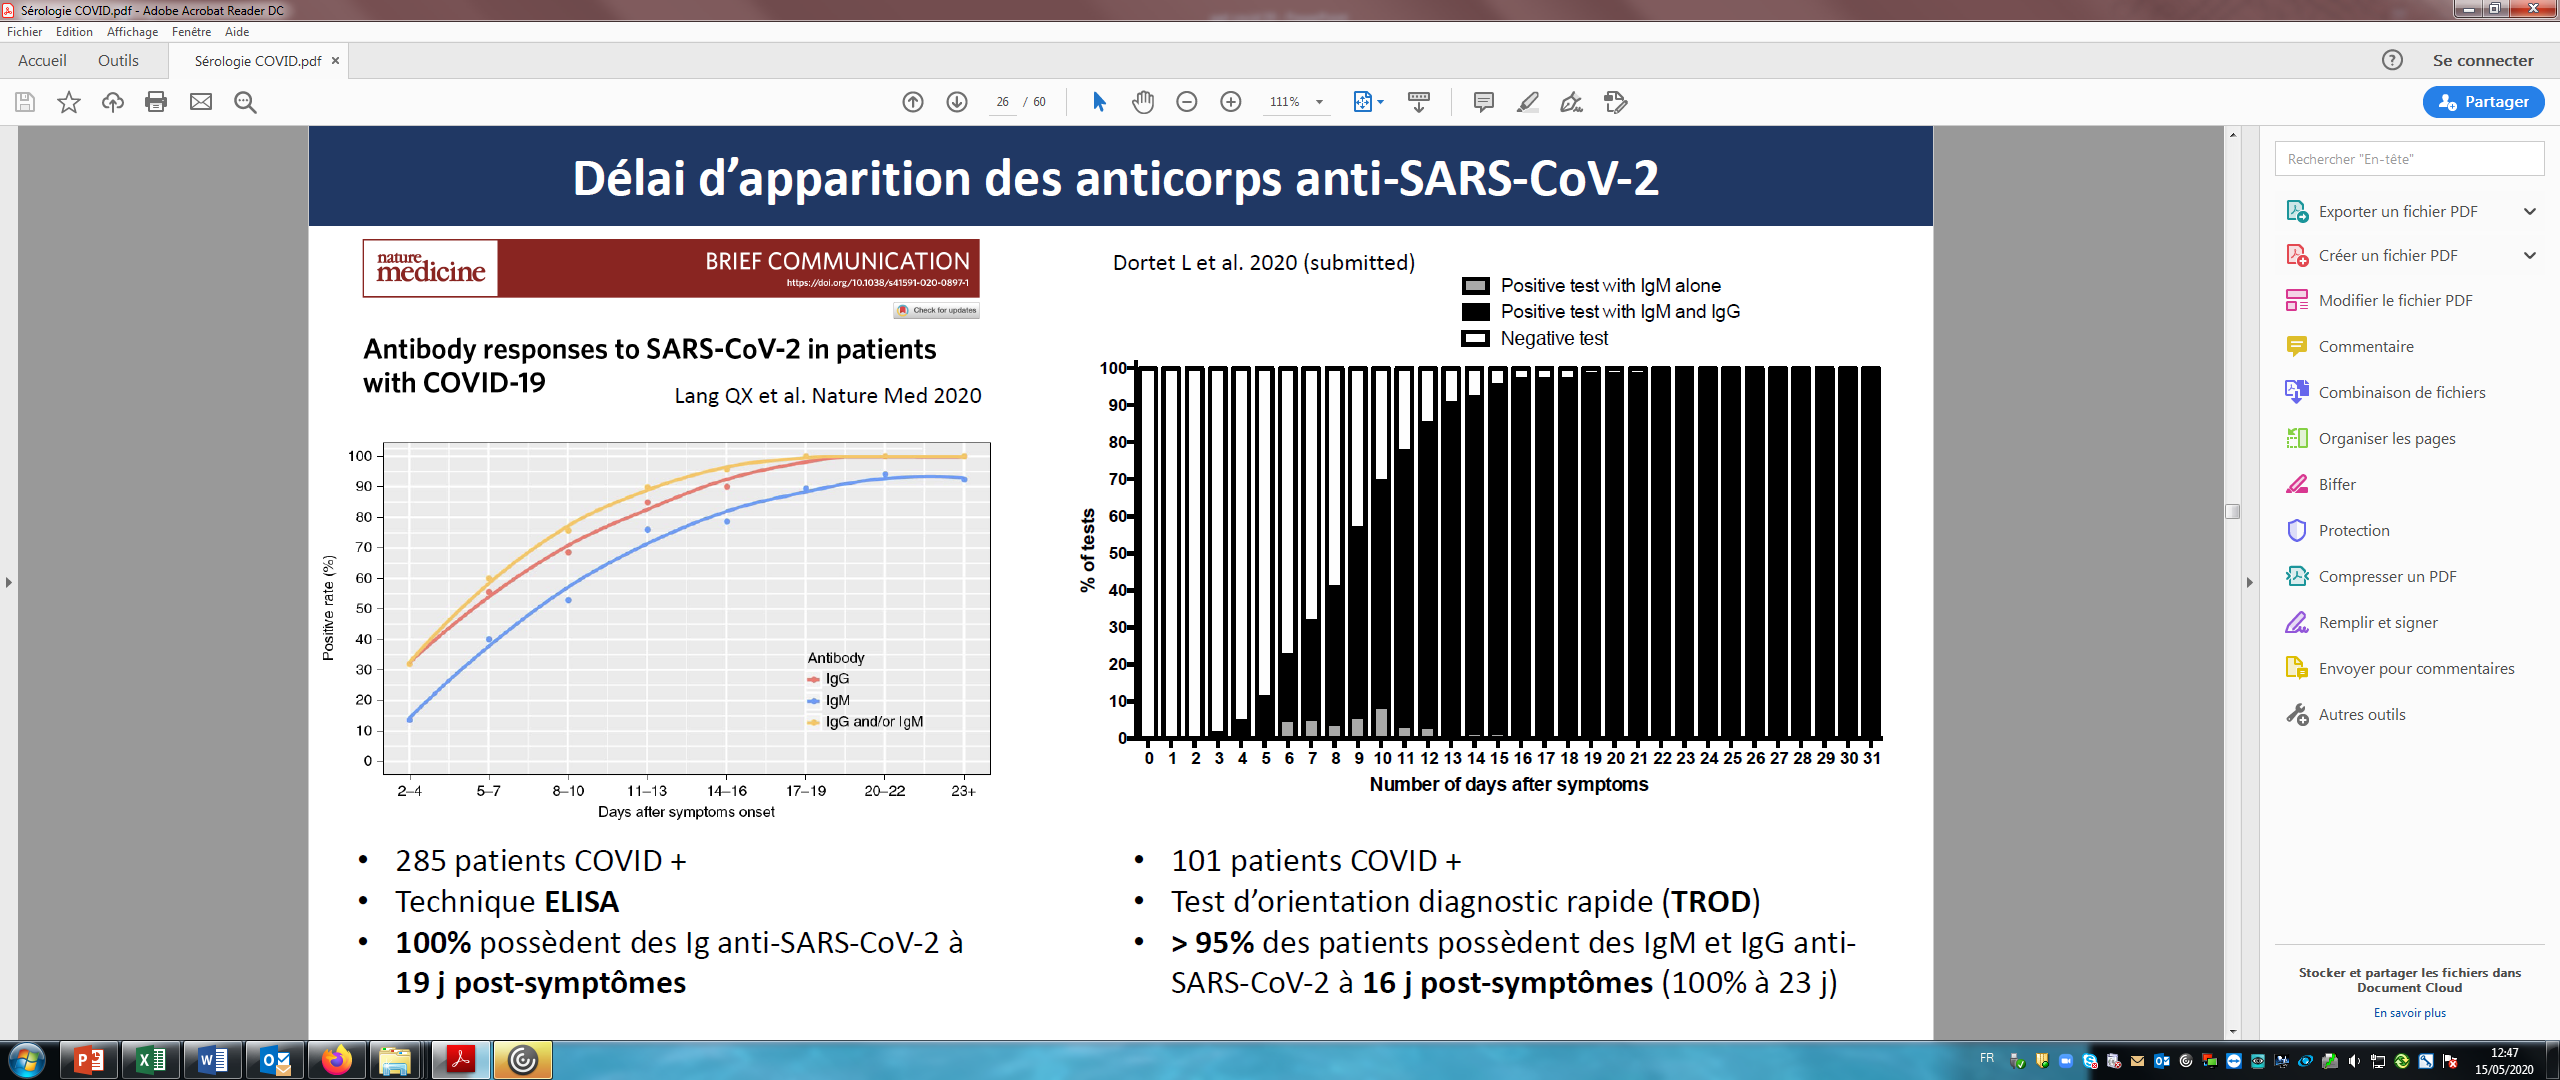 Sérologie COVID.pdf - Adobe Acrobat Reader DC
Fichier Edition Affichage Fenêtre Aide
Accueil Outils Sérologie COVID.pdf × Se connecter
26 / 60 111% Partager
Délai d’apparition des anticorps anti-SARS-CoV-2
nature medicine
BRIEF COMMUNICATION
https://doi.org/10.1038/s41591-020-0897-1
Check for updates
Antibody responses to SARS-CoV-2 in patients
with COVID-19
Lang QX et al. Nature Med 2020
100
90
80
70
60
50
40
30
20
10
0
Positive rate (%)
Antibody
IgG
IgM
IgG and/or IgM
2–4 5–7 8–10 11–13 14–16 17–19 20–22 23+
Days after symptoms onset
• 285 patients COVID +
• Technique ELISA
• 100% possèdent des Ig anti-SARS-CoV-2 à
19 j post-symptômes
Dortet L et al. 2020 (submitted)
Positive test with IgM alone
Positive test with IgM and IgG
Negative test
100
90
80
70
60
50
40
30
20
10
0
% of tests
0 1 2 3 4 5 6 7 8 9 10 11 12 13 14 15 16 17 18 19 20 21 22 23 24 25 26 27 28 29 30 31
Number of days after symptoms
• 101 patients COVID +
• Test d’orientation diagnostic rapide (TROD)
• > 95% des patients possèdent des IgM et IgG anti-
SARS-CoV-2 à 16 j post-symptômes (100% à 23 j)
Rechercher "En-tête"
Exporter un fichier PDF
Créer un fichier PDF
Modifier le fichier PDF
Commentaire
Combinaison de fichiers
Organiser les pages
Biffer
Protection
Compresser un PDF
Remplir et signer
Envoyer pour commentaires
Autres outils
Stocker et partager les fichiers dans
Document Cloud
En savoir plus
FR
12:47
15/05/2020